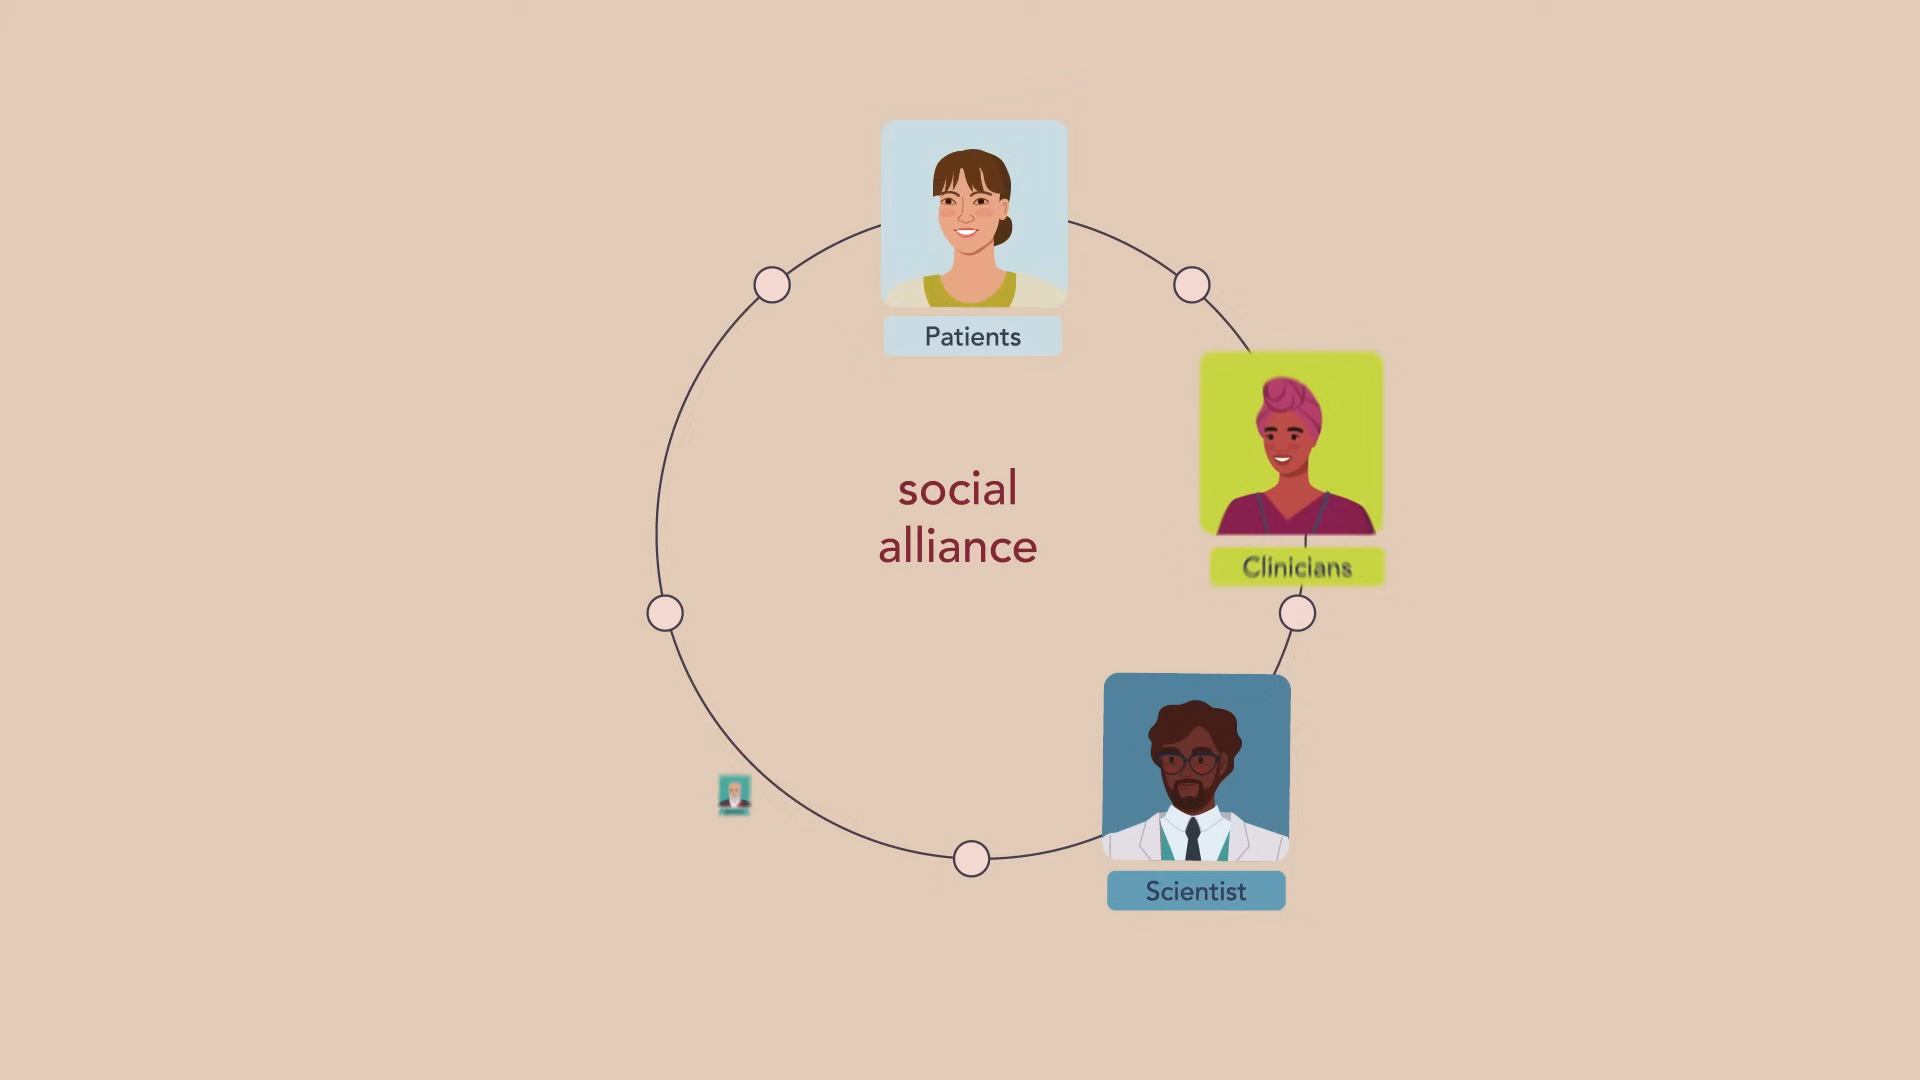 Patients
social
alliance
Clinicians
Scientist